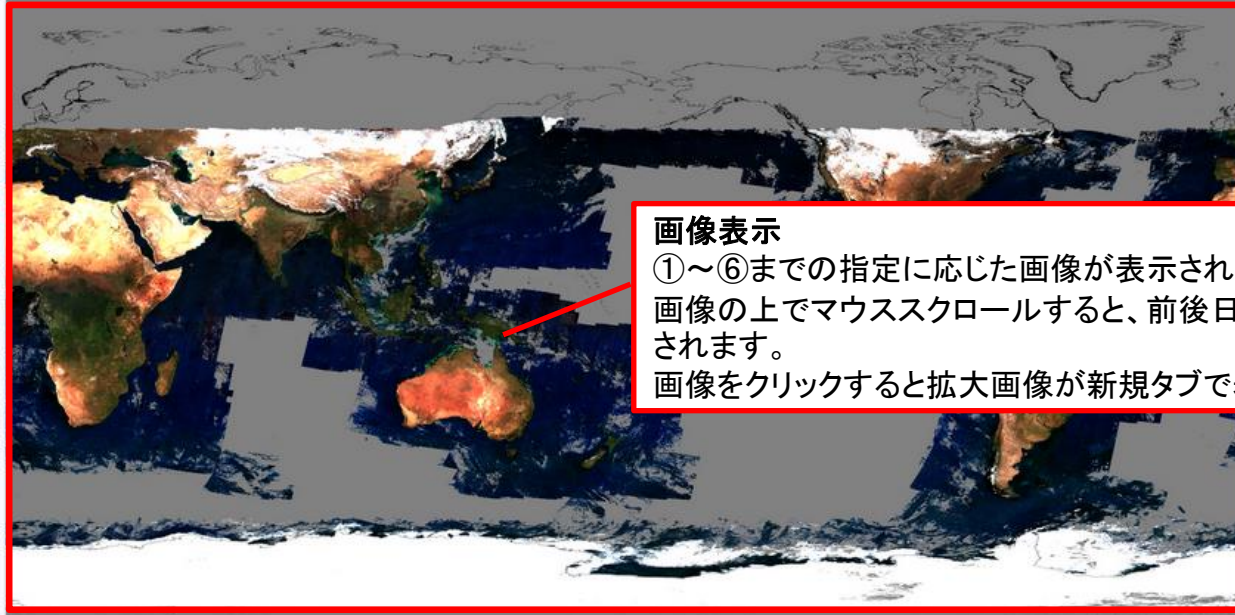 画像表示
①～⑥までの指定に応じた画像が表示され
画像の上でマウススクロールすると、前後日
されます。
画像をクリックすると拡大画像が新規タブで